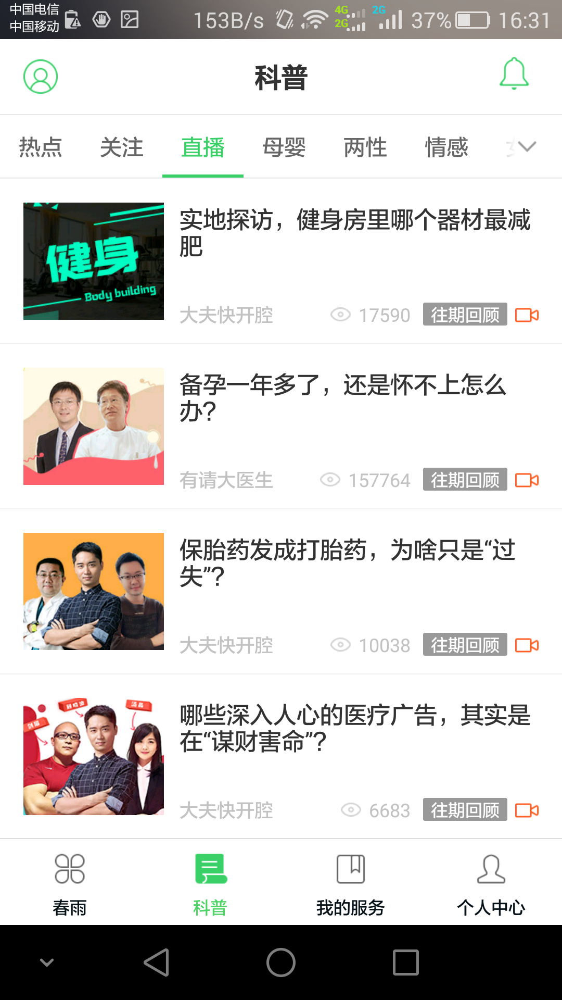 中国电信
中国移动
153B/s
4G
2G
2G
37%
16:31
科普
热点 关注 直播 母婴 两性 情感
健身
Body building
实地探访，健身房里哪个器材最减
肥
大夫快开腔 17590 往期回顾
备孕一年多了，还是怀不上怎么
办?
有请大医生 157764 往期回顾
保胎药发成打胎药，为啥只是“过
失”?
大夫快开腔 10038 往期回顾
哪些深入人心的医疗广告，其实是
在“谋财害命”?
大夫快开腔 6683 往期回顾
春雨 科普 我的服务 个人中心